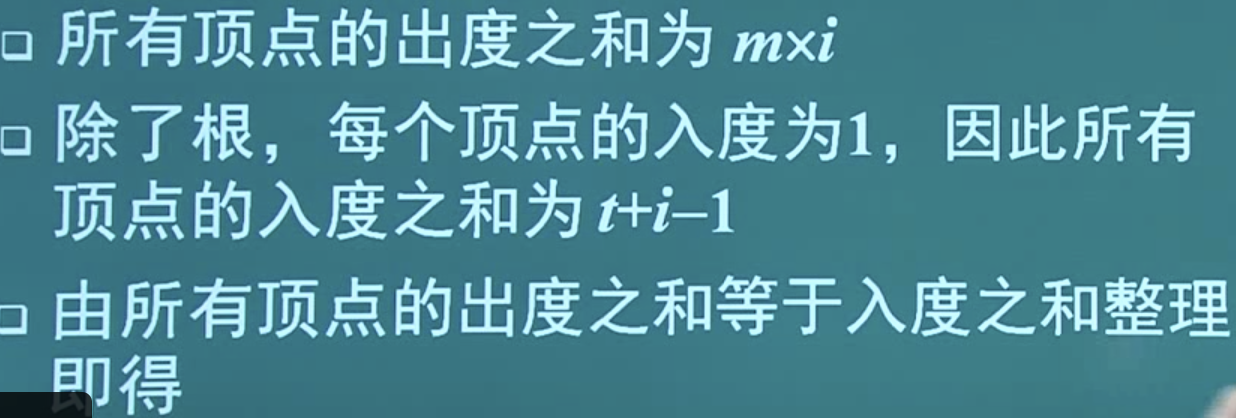 所有顶点的出度之和为 m×i
除了根，每个顶点的入度为1，因此所有
顶点的入度之和为 t+i–1
由所有顶点的出度之和等于入度之和整理
即得